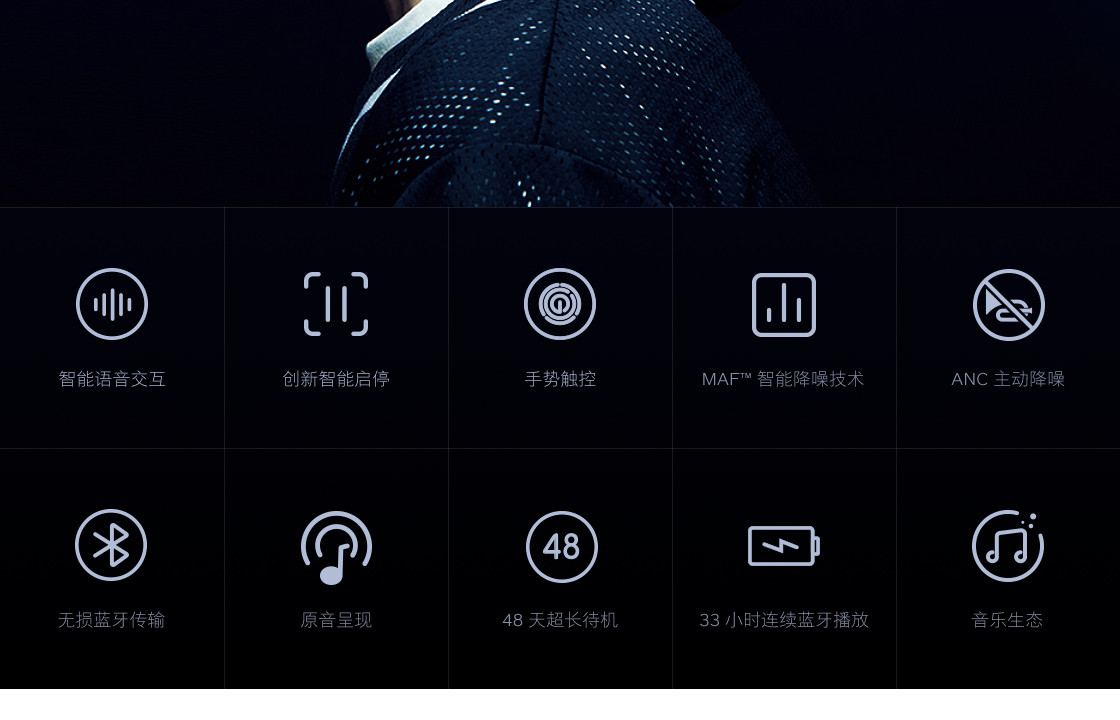 智能语音交互
创新智能启停
手势触控
MAF™ 智能降噪技术
ANC 主动降噪
无损蓝牙传输
原音呈现
48
48 天超长待机
33 小时连续蓝牙播放
音乐生态